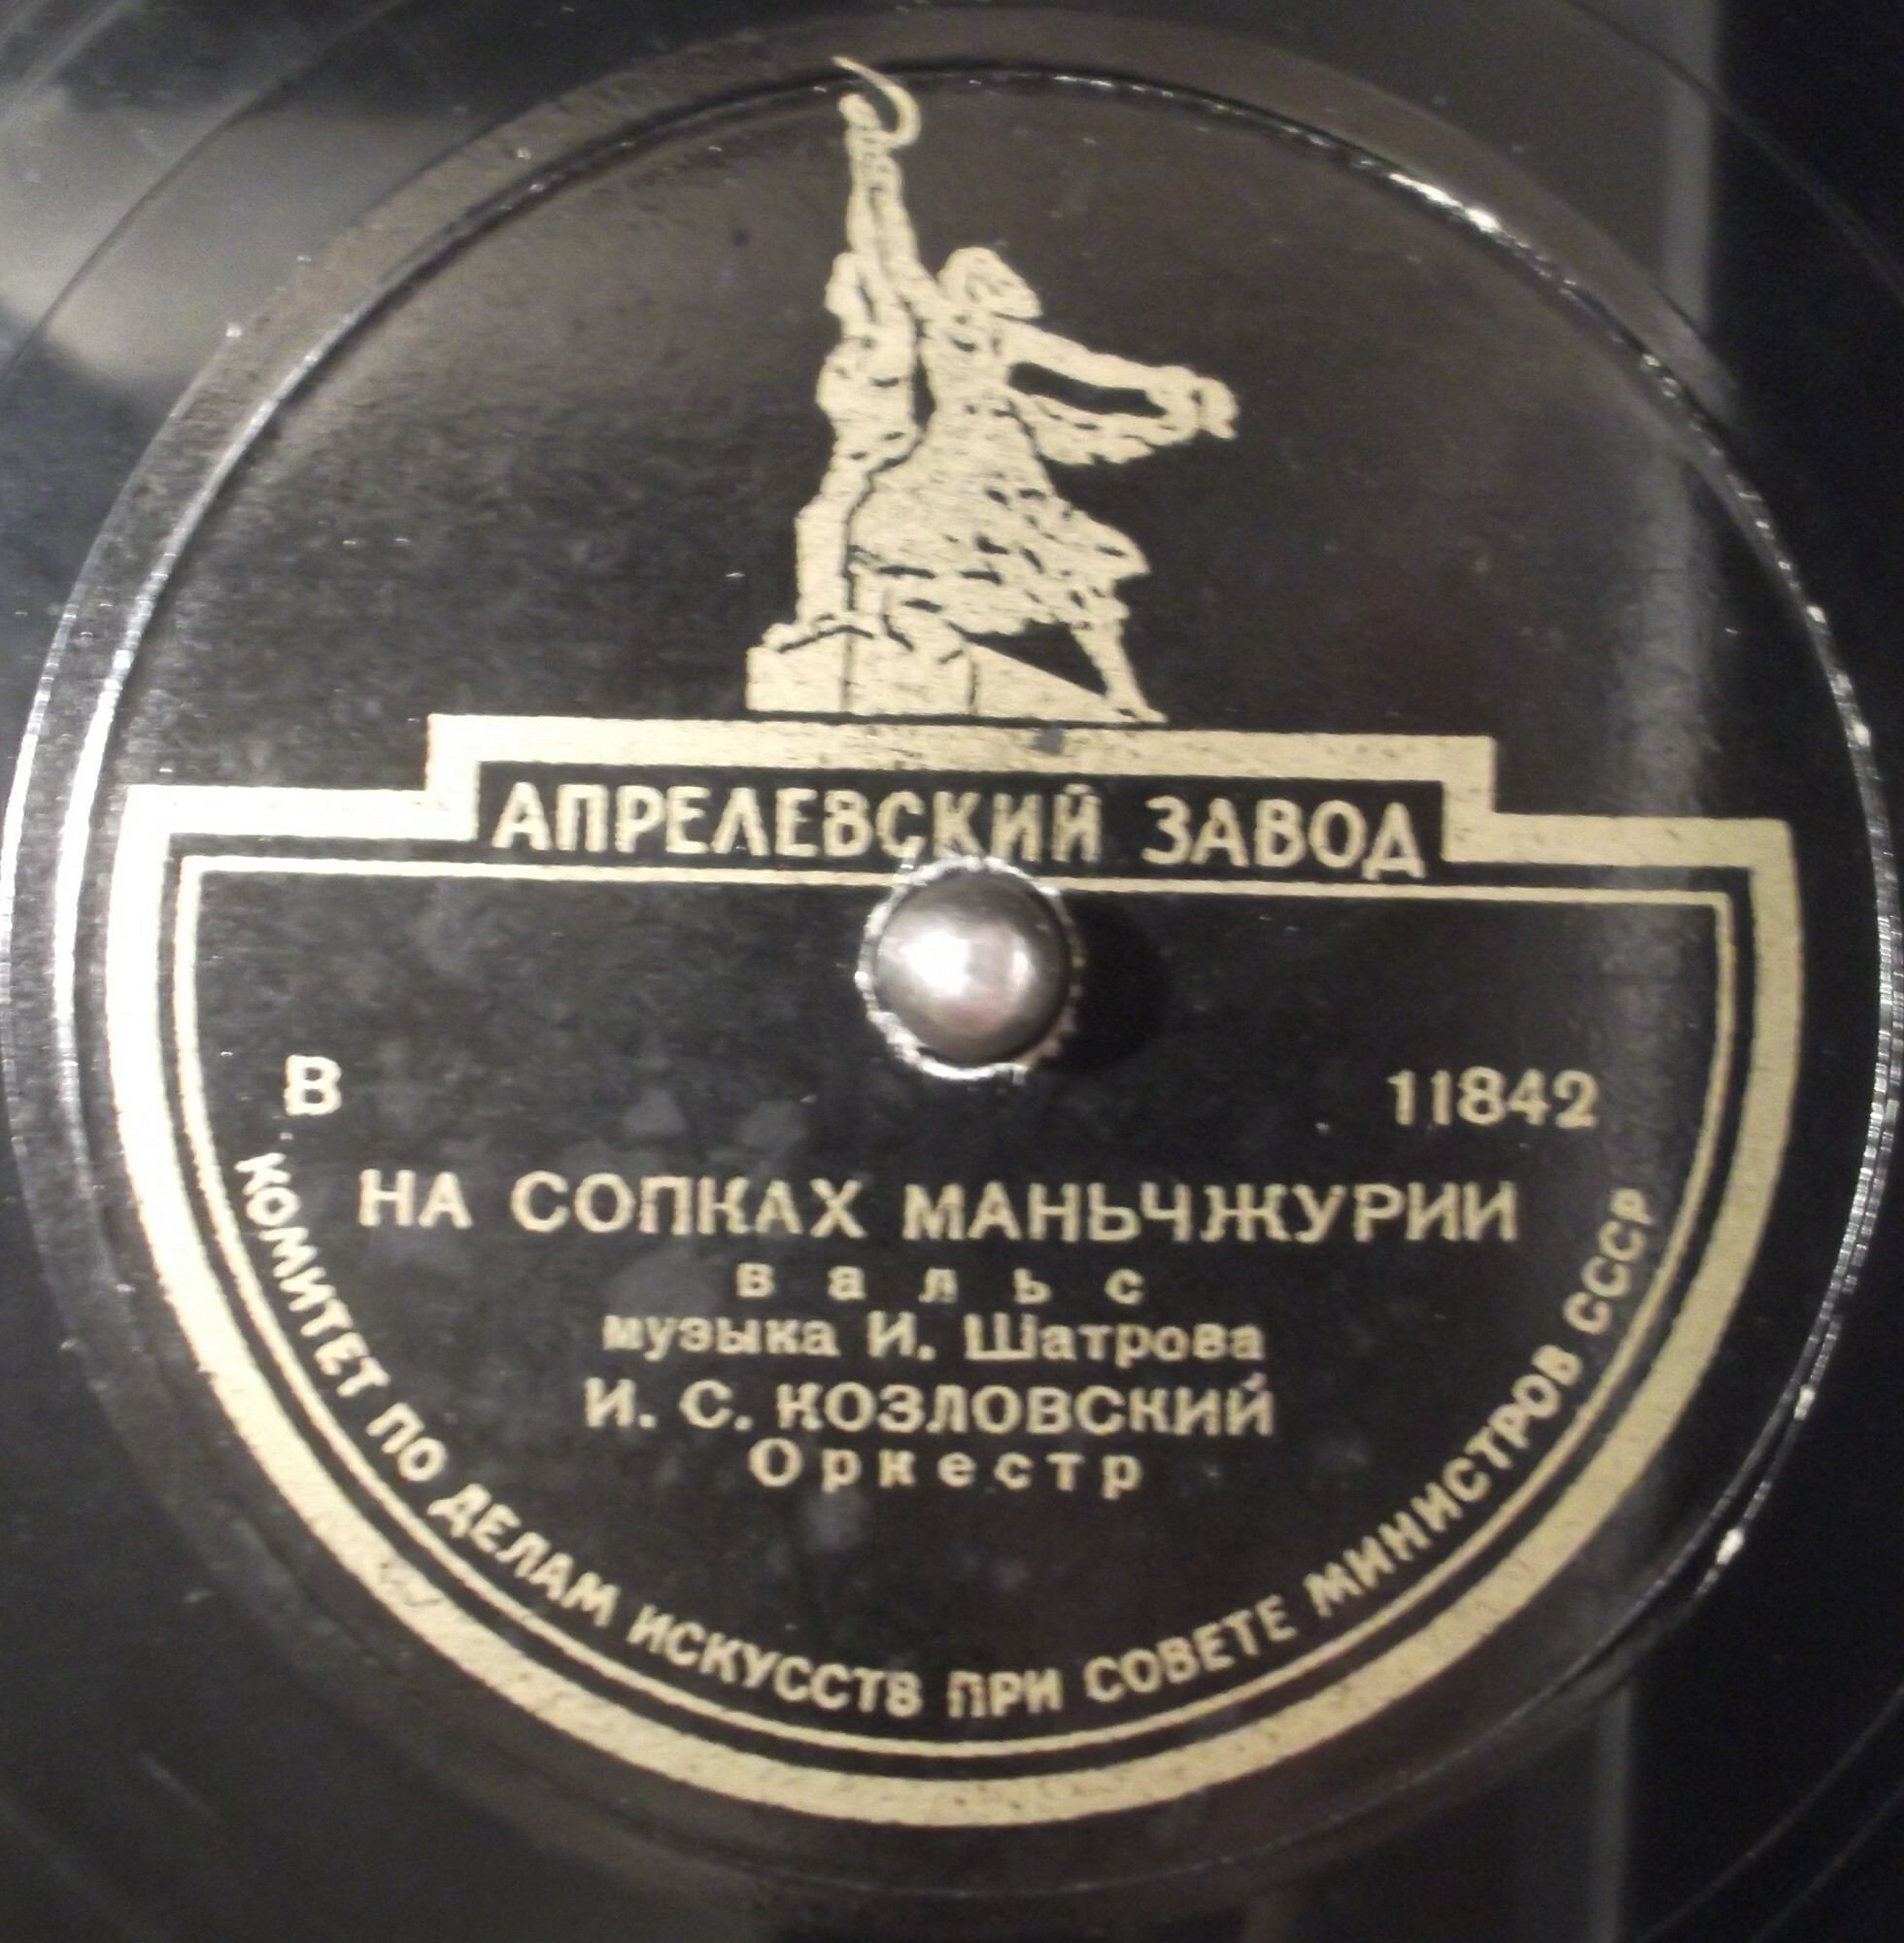 АПРЕЛЕВСКИЙ ЗАВОД
В 11842
НА СОПКАХ МАНЬЧЖУРИИ
вальс
музыка И. Шатрова
И. С. КОЗЛОВСКИЙ
Оркестр
КОМИТЕТ ПО ДЕЛАМ ИСКУССТВ ПРИ СОВЕТЕ МИНИСТРОВ СССР